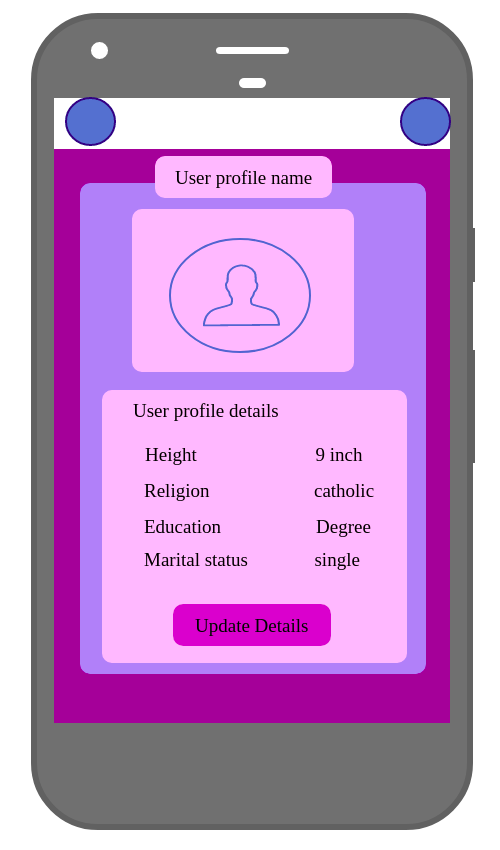 User profile name
User profile details
Height 9 inch
Religion catholic
Education Degree
Marital status single
Update Details